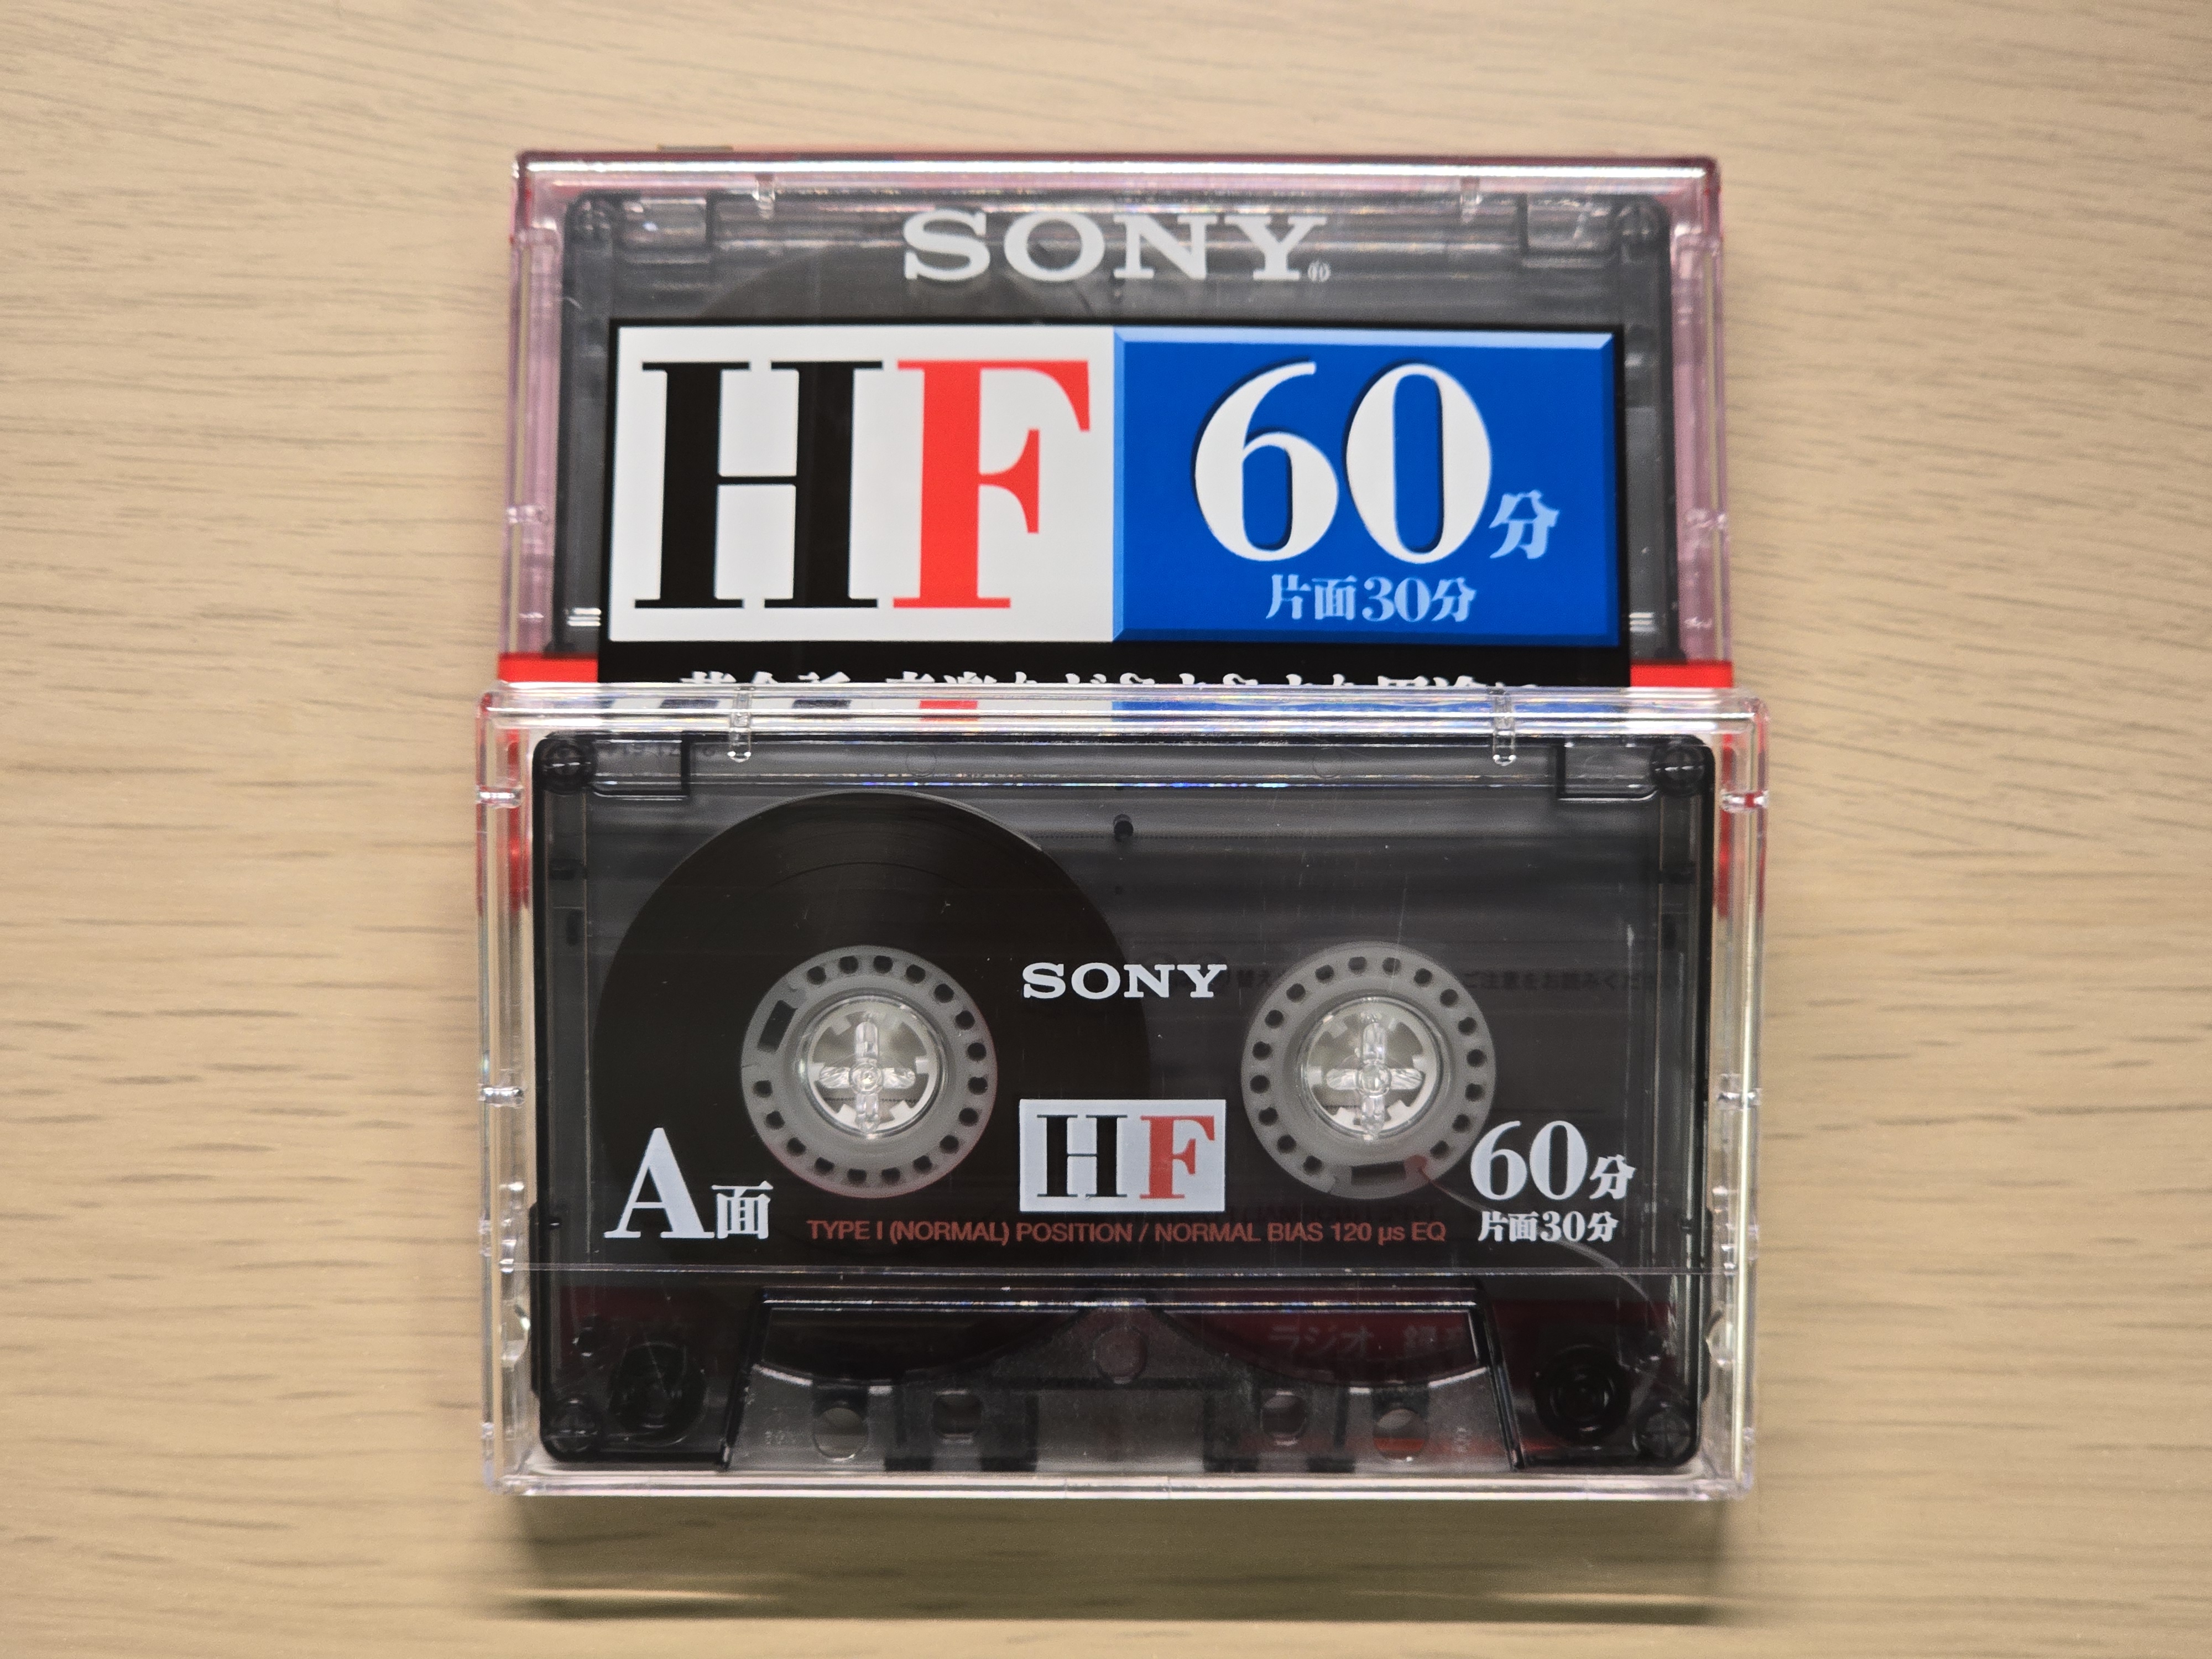 SONY®
HF 60分
片面30分
SONY
HF
A面
60分
片面30分
TYPE I (NORMAL) POSITION / NORMAL BIAS 120 µs EQ
ラジオ